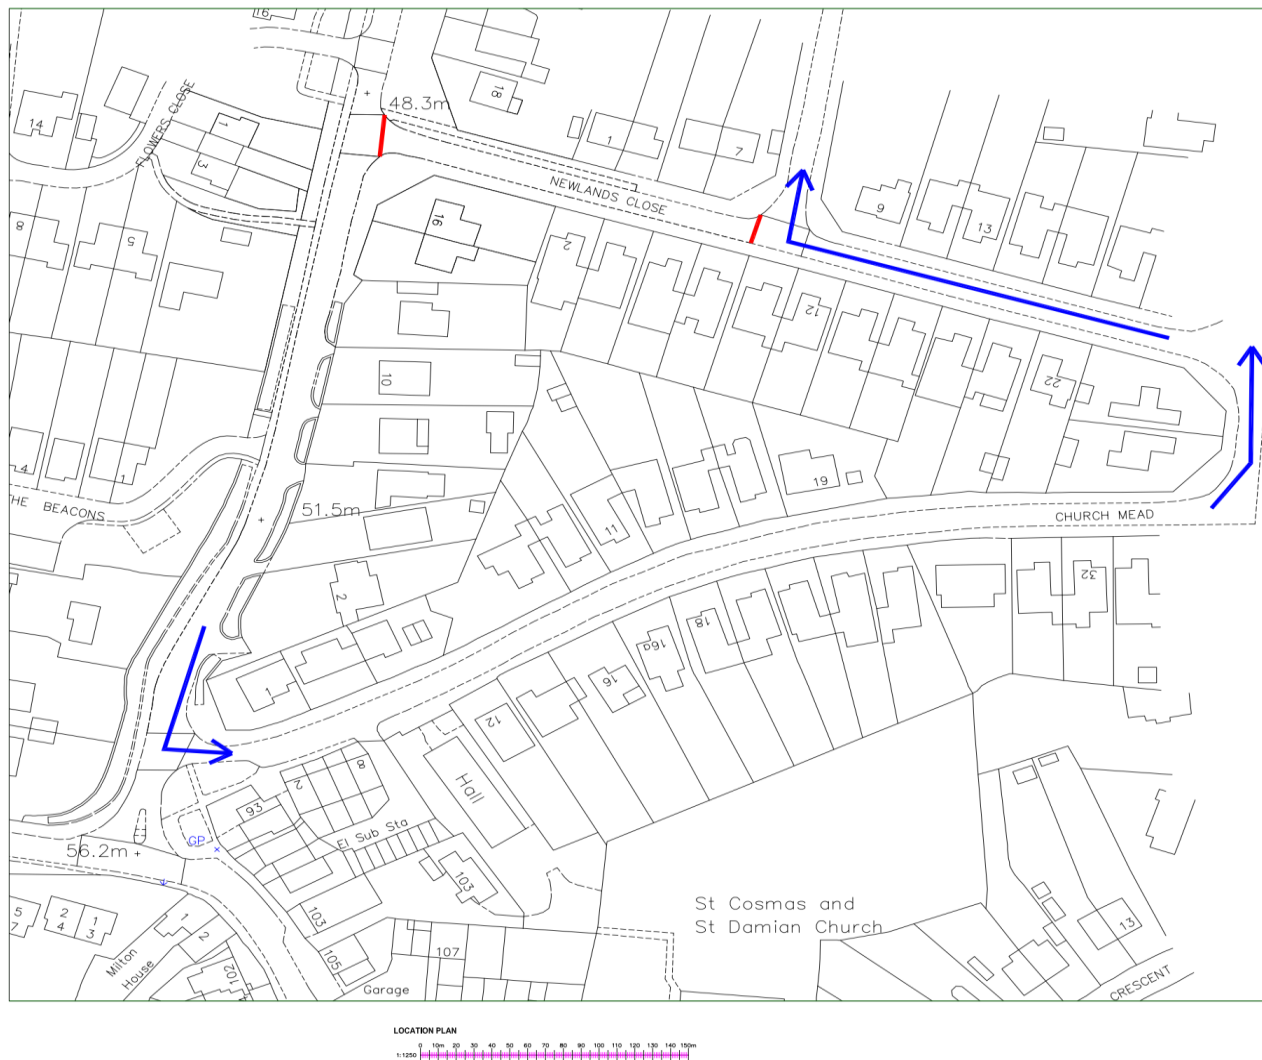 16
48.3m
18
14
FLOWERS CLOSE
1
3
1
7
NEWLANDS CLOSE
9
13
8
5
16
2
12
10
22
4
1
THE BEACONS
51.5m
19
11
CHURCH MEAD
2
32
18
16a
1
16
12
8
2
Hall
93
El Sub Sta
GP
56.2m
103
St Cosmas and
St Damian Church
5
7
2
4
1
3
1
2
103
13
107
105
102
Milton
House
Garage
CRESCENT
LOCATION PLAN
1:1250
0 10m 20 30 40 50 60 70 80 90 100 110 120 130 140 150m